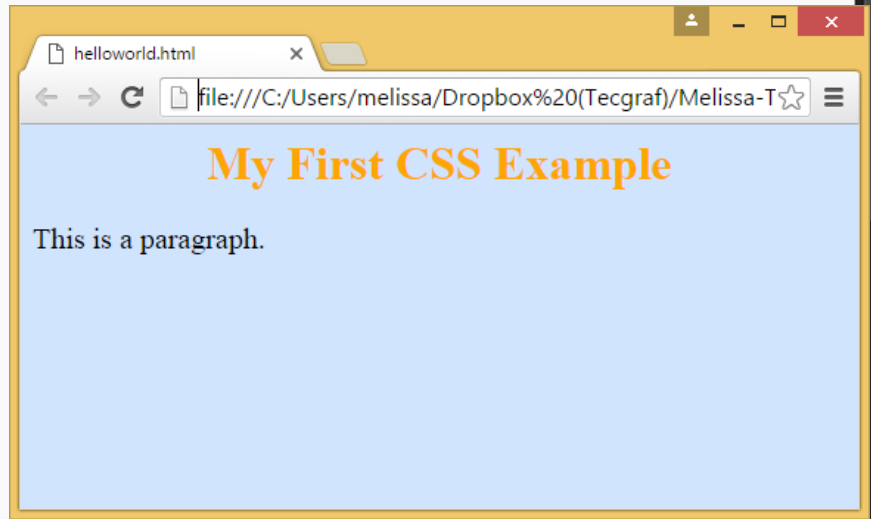 helloworld.html
file:///C:/Users/melissa/Dropbox%20(Tecgraf)/Melissa-T
My First CSS Example
This is a paragraph.